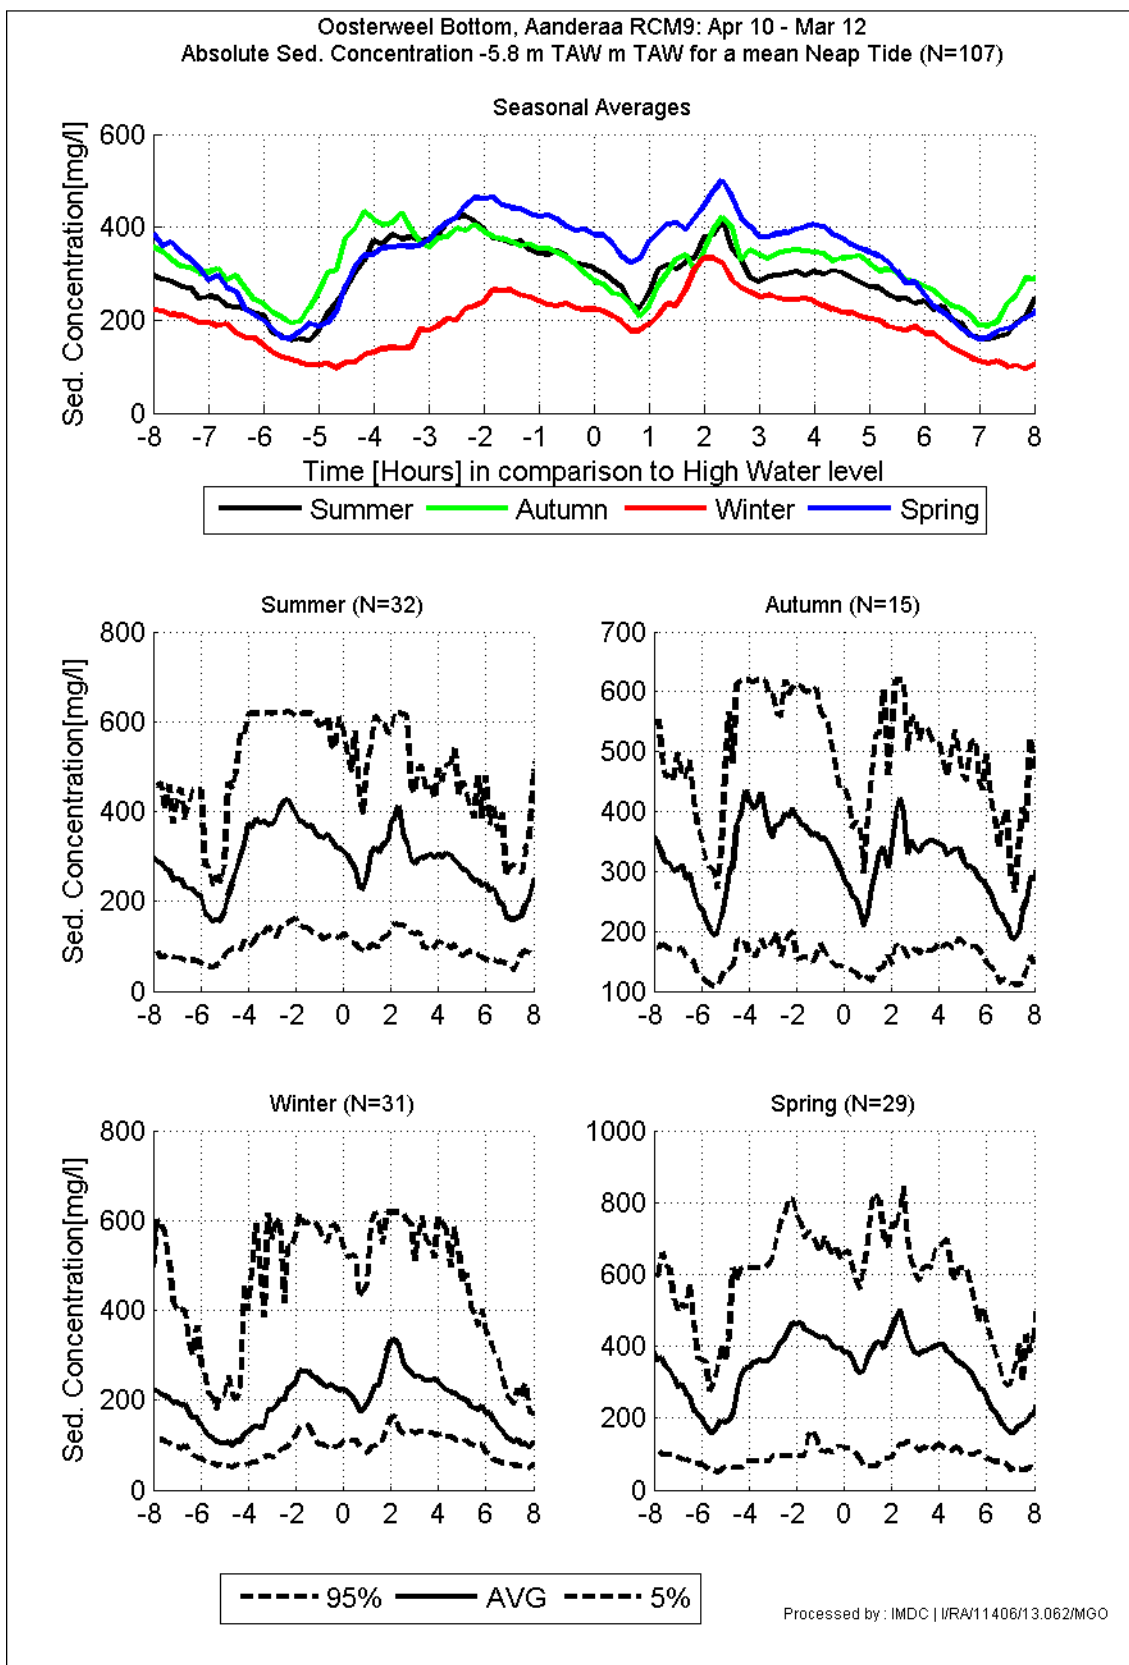 Oosterweel Bottom, Aanderaa RCM9: Apr 10 - Mar 12
Absolute Sed. Concentration -5.8 m TAW m TAW for a mean Neap Tide (N=107)
Seasonal Averages
Sed. Concentration[mg/l]
600
400
200
0
-8 -7 -6 -5 -4 -3 -2 -1 0 1 2 3 4 5 6 7 8
Time [Hours] in comparison to High Water level
Summer Autumn Winter Spring
Summer (N=32)
Sed. Concentration[mg/l]
800
600
400
200
0
-8 -6 -4 -2 0 2 4 6 8
Autumn (N=15)
700
600
500
400
300
200
100
-8 -6 -4 -2 0 2 4 6 8
Winter (N=31)
Sed. Concentration[mg/l]
800
600
400
200
0
-8 -6 -4 -2 0 2 4 6 8
Spring (N=29)
1000
800
600
400
200
0
-8 -6 -4 -2 0 2 4 6 8
95% AVG 5%
Processed by : IMDC | I/RA/11406/13.062/MGO